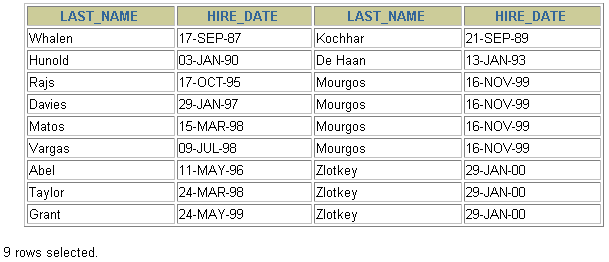 LAST_NAME HIRE_DATE LAST_NAME HIRE_DATE
Whalen 17-SEP-87 Kochhar 21-SEP-89
Hunold 03-JAN-90 De Haan 13-JAN-93
Rajs 17-OCT-95 Mourgos 16-NOV-99
Davies 29-JAN-97 Mourgos 16-NOV-99
Matos 15-MAR-98 Mourgos 16-NOV-99
Vargas 09-JUL-98 Mourgos 16-NOV-99
Abel 11-MAY-96 Zlotkey 29-JAN-00
Taylor 24-MAR-98 Zlotkey 29-JAN-00
Grant 24-MAY-99 Zlotkey 29-JAN-00
9 rows selected.